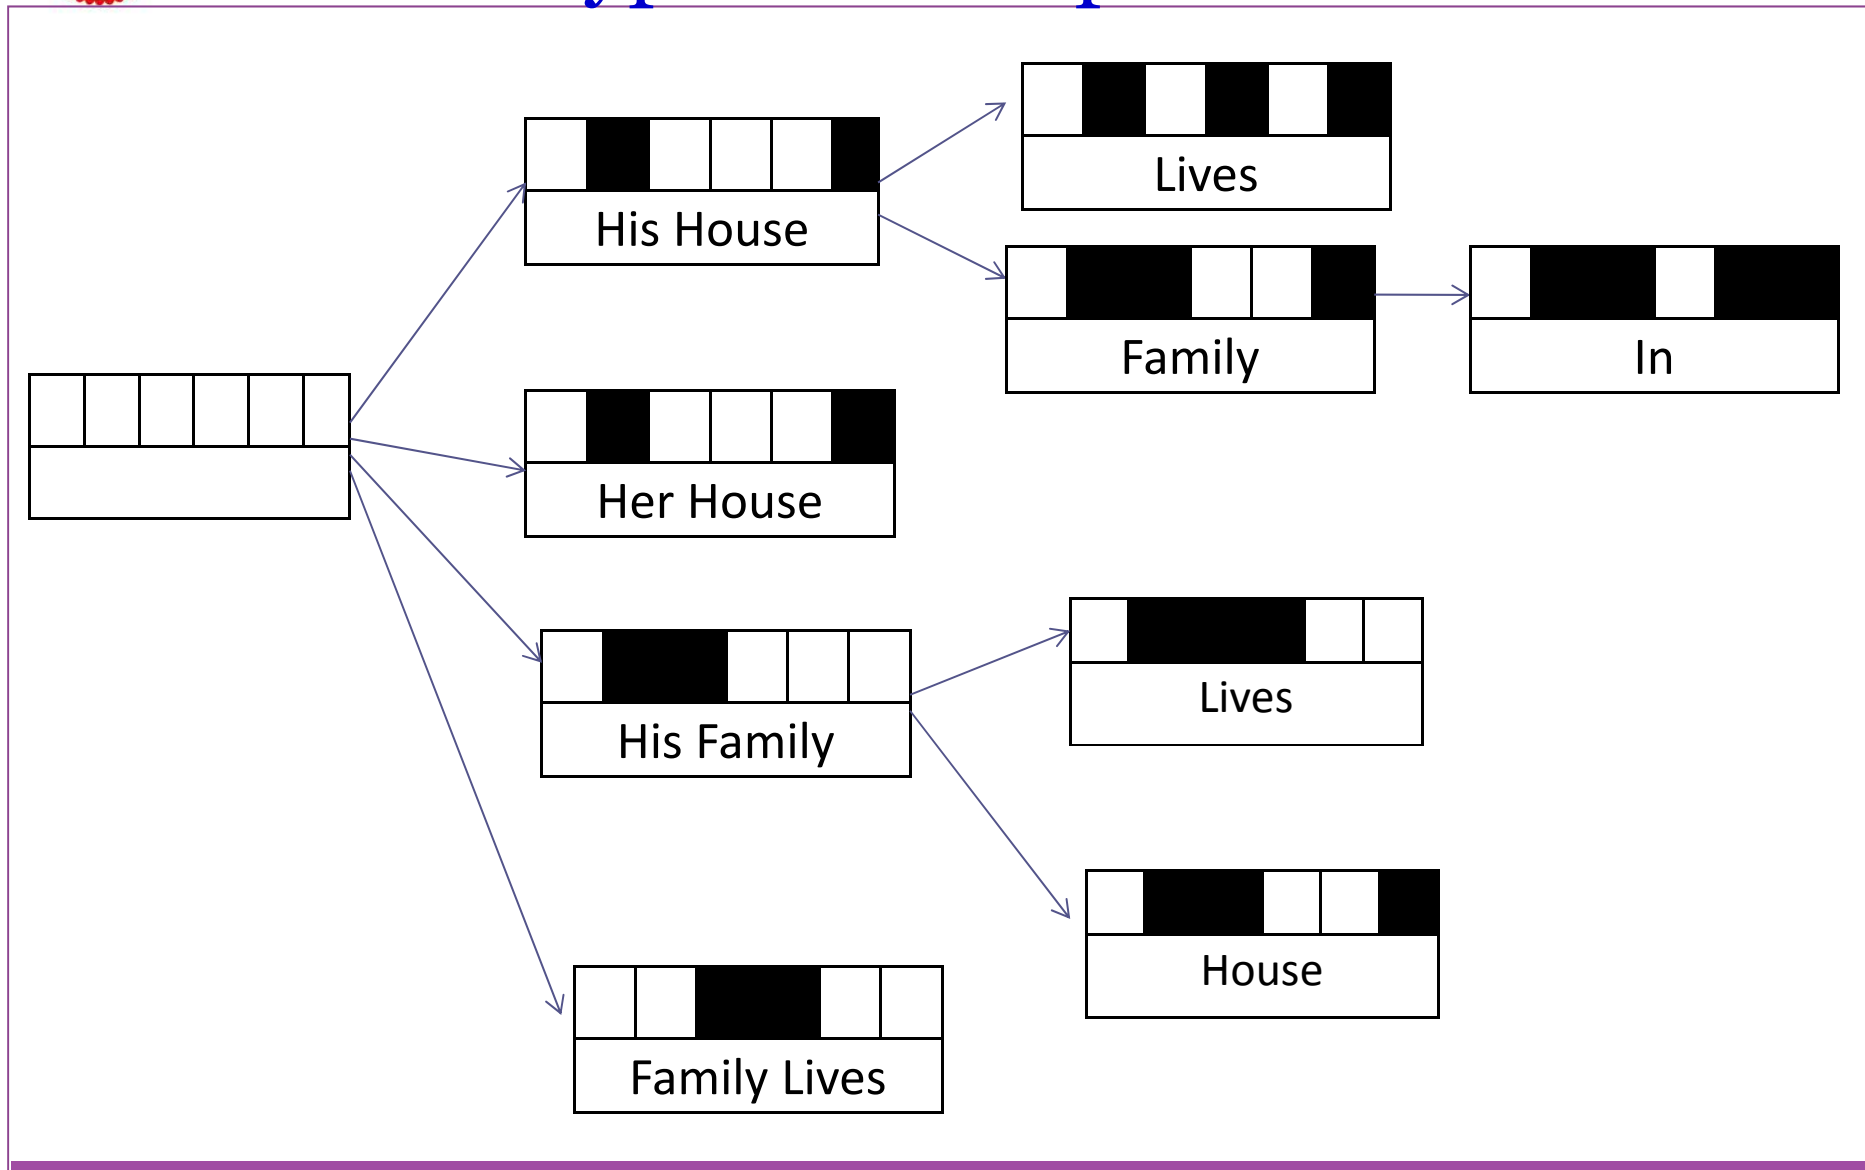 Lives
His House
Family
In
Her House
Lives
His Family
House
Family Lives